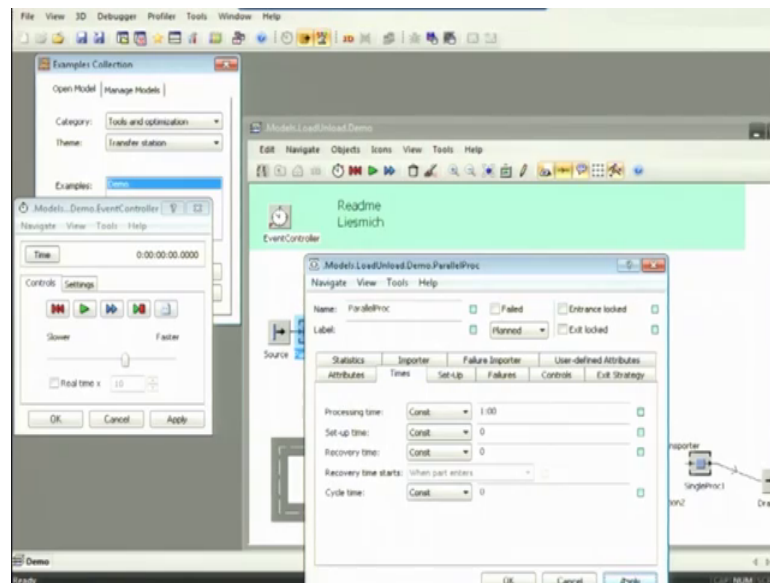 File View 3D Debugger Profiler Tools Window Help
Examples Collection
Open Model Manage Models
Category: Tools and optimization
Theme: Transfer station
Examples: Demo
.Models...Demo.EventController
Navigate View Tools Help
Time 0:00:00:00.0000
Controls Settings
Slower Faster
Real time x 10
OK Cancel Apply
.Models.LoadUnload.Demo
Edit Navigate Objects Icons View Tools Help
Readme
Liesmich
EventController
Source
.Models.LoadUnload.Demo.ParallelProc
Navigate View Tools Help
Name: ParallelProc Failed Entrance locked
Label: Planned Exit locked
Statistics Importer Failure Importer User-defined Attributes
Attributes Times Set-Up Failures Controls Exit Strategy
Processing time: Const 1:00
Set-up time: Const 0
Recovery time: Const 0
Recovery time starts: When part enters
Cycle time: Const 0
OK Cancel Apply
nsporter
SingleProc1
ion2
Dra
Demo
Ready
NUM